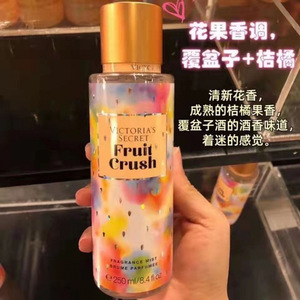 花果香调，
覆盆子+桔橘
清新花香，
成熟的桔橘果香，
覆盆子酒的酒香味道，
着迷的感觉。
VICTORIA'S
SECRET
Fruit
Crush
FRAGRANCE MIST
BRUME PARFUMÉE
e 250 ml/8.4 fl oz